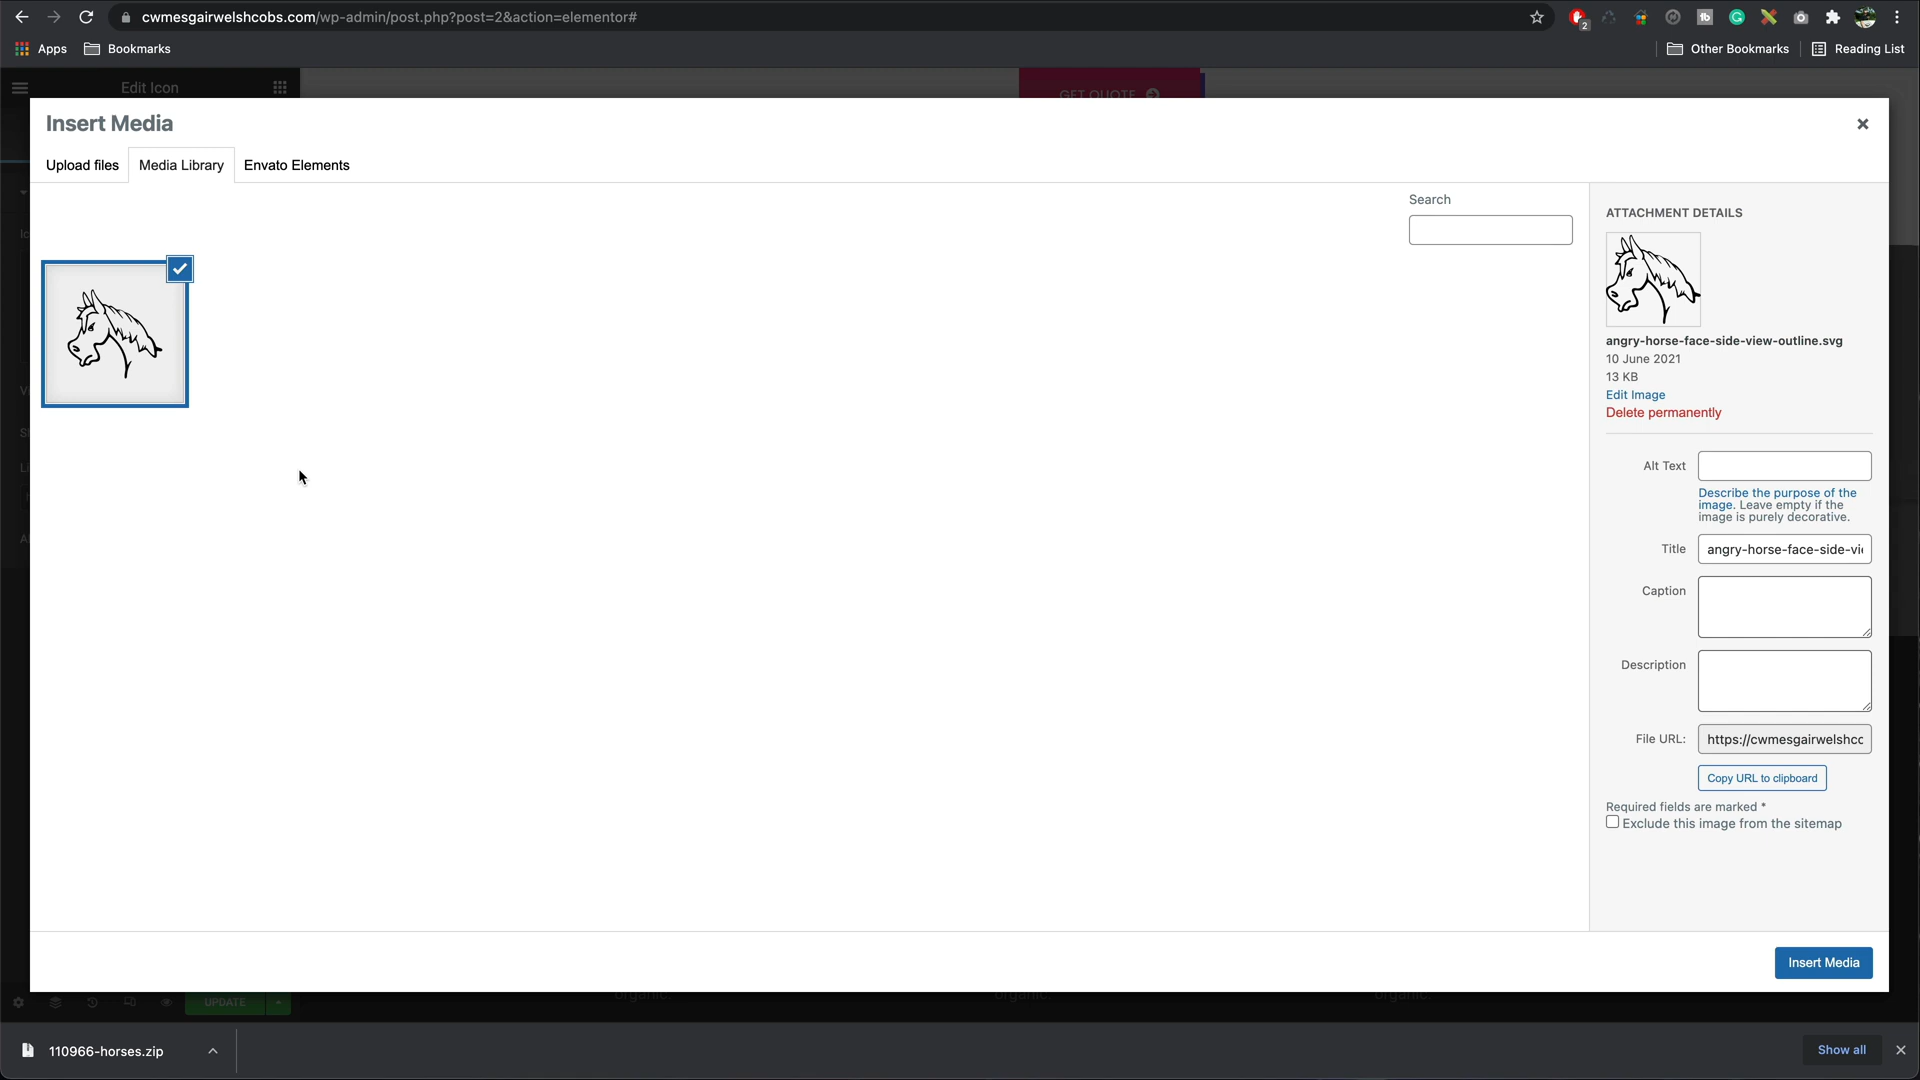 cwmesgairwelshcobs.com/wp-admin/post.php?post=2&action=elementor#
2
Apps
Bookmarks
Other Bookmarks
Reading List
Edit Icon
GET QUOTE
Insert Media
Upload files
Media Library
Envato Elements
Search
ATTACHMENT DETAILS
angry-horse-face-side-view-outline.svg
10 June 2021
13 KB
Edit Image
Delete permanently
Alt Text
Describe the purpose of the
image. Leave empty if the
image is purely decorative.
Title
angry-horse-face-side-vie
Caption
Description
File URL:
https://cwmesgairwelshcc
Copy URL to clipboard
Required fields are marked *
Exclude this image from the sitemap
Insert Media
UPDATE
organic.
organic.
organic.
110966-horses.zip
Show all